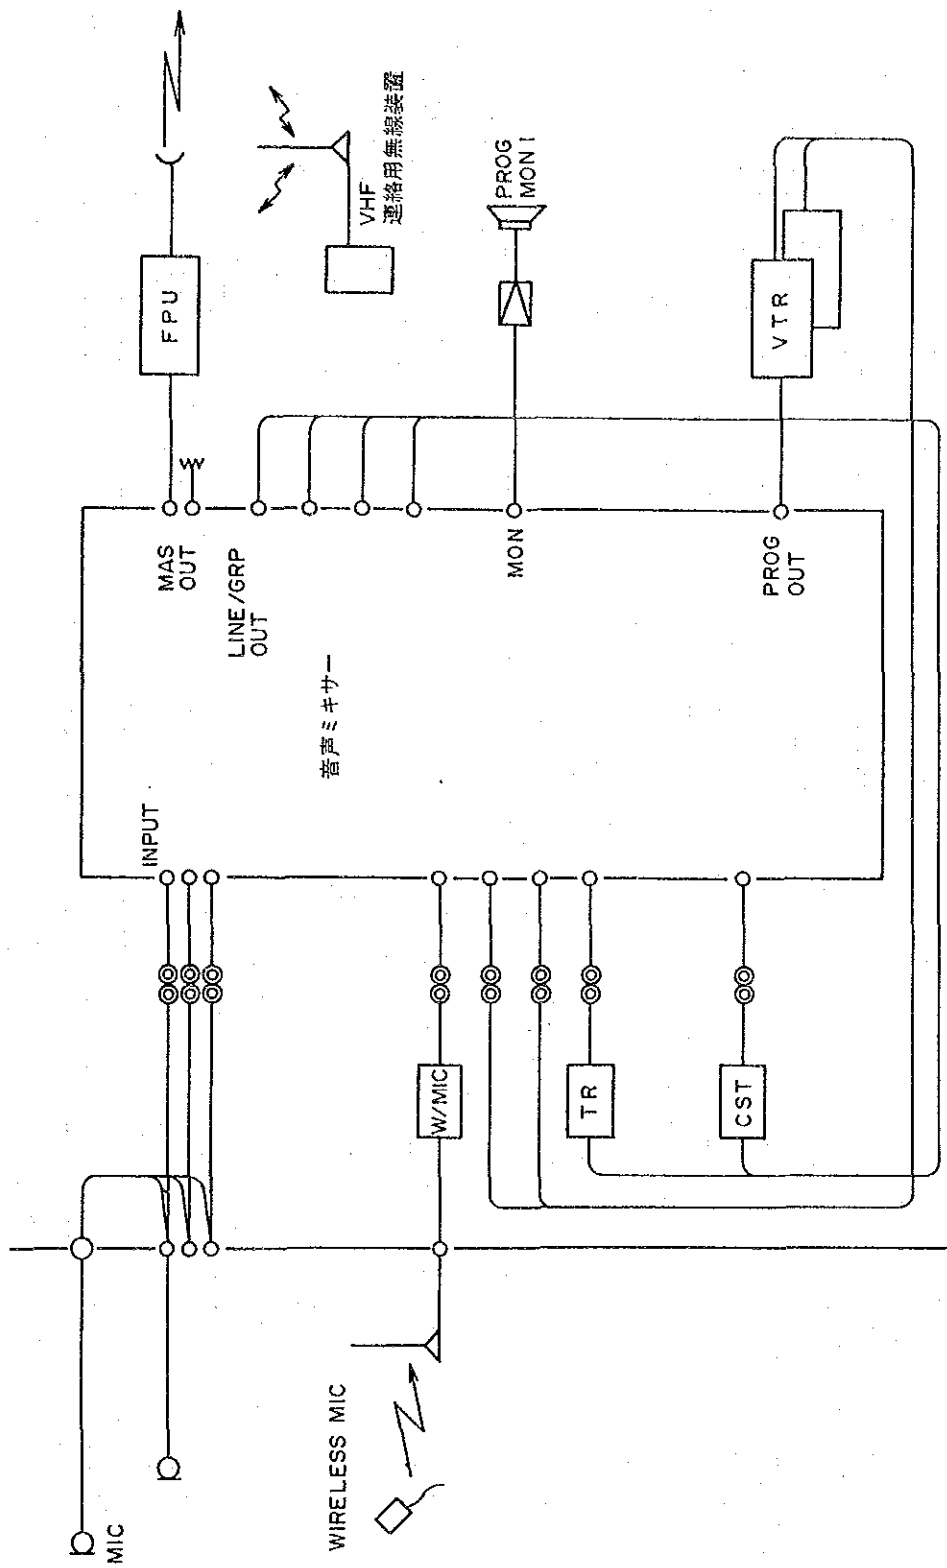 MIC
WIRELESS MIC
W/MIC
TR
CST
INPUT
音声ミキサー
MAS
OUT
LINE/GRP
OUT
MON
PROG
OUT
FPU
VHF
連絡用無線装置
PROG
MON 1
VTR